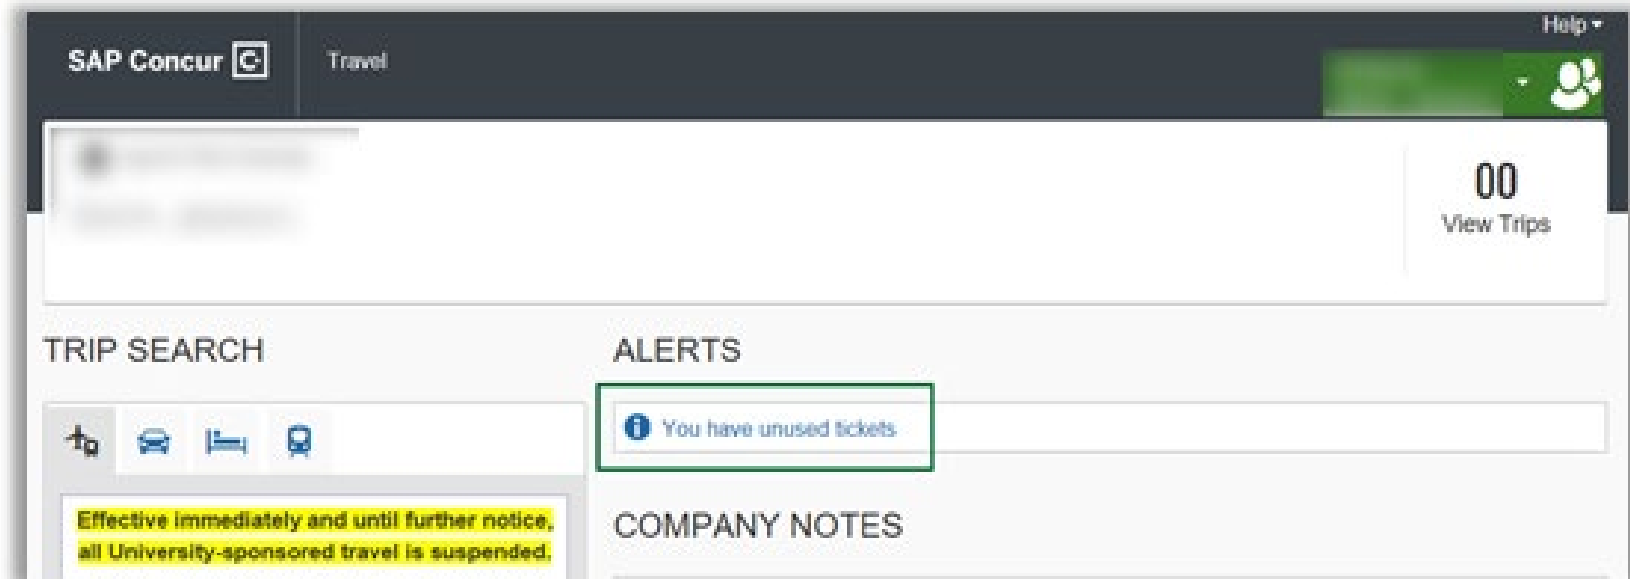 Help
SAP Concur C
Travel
00
View Trips
TRIP SEARCH
ALERTS
You have unused tickets
Effective immediately and until further notice,
all University-sponsored travel is suspended.
COMPANY NOTES